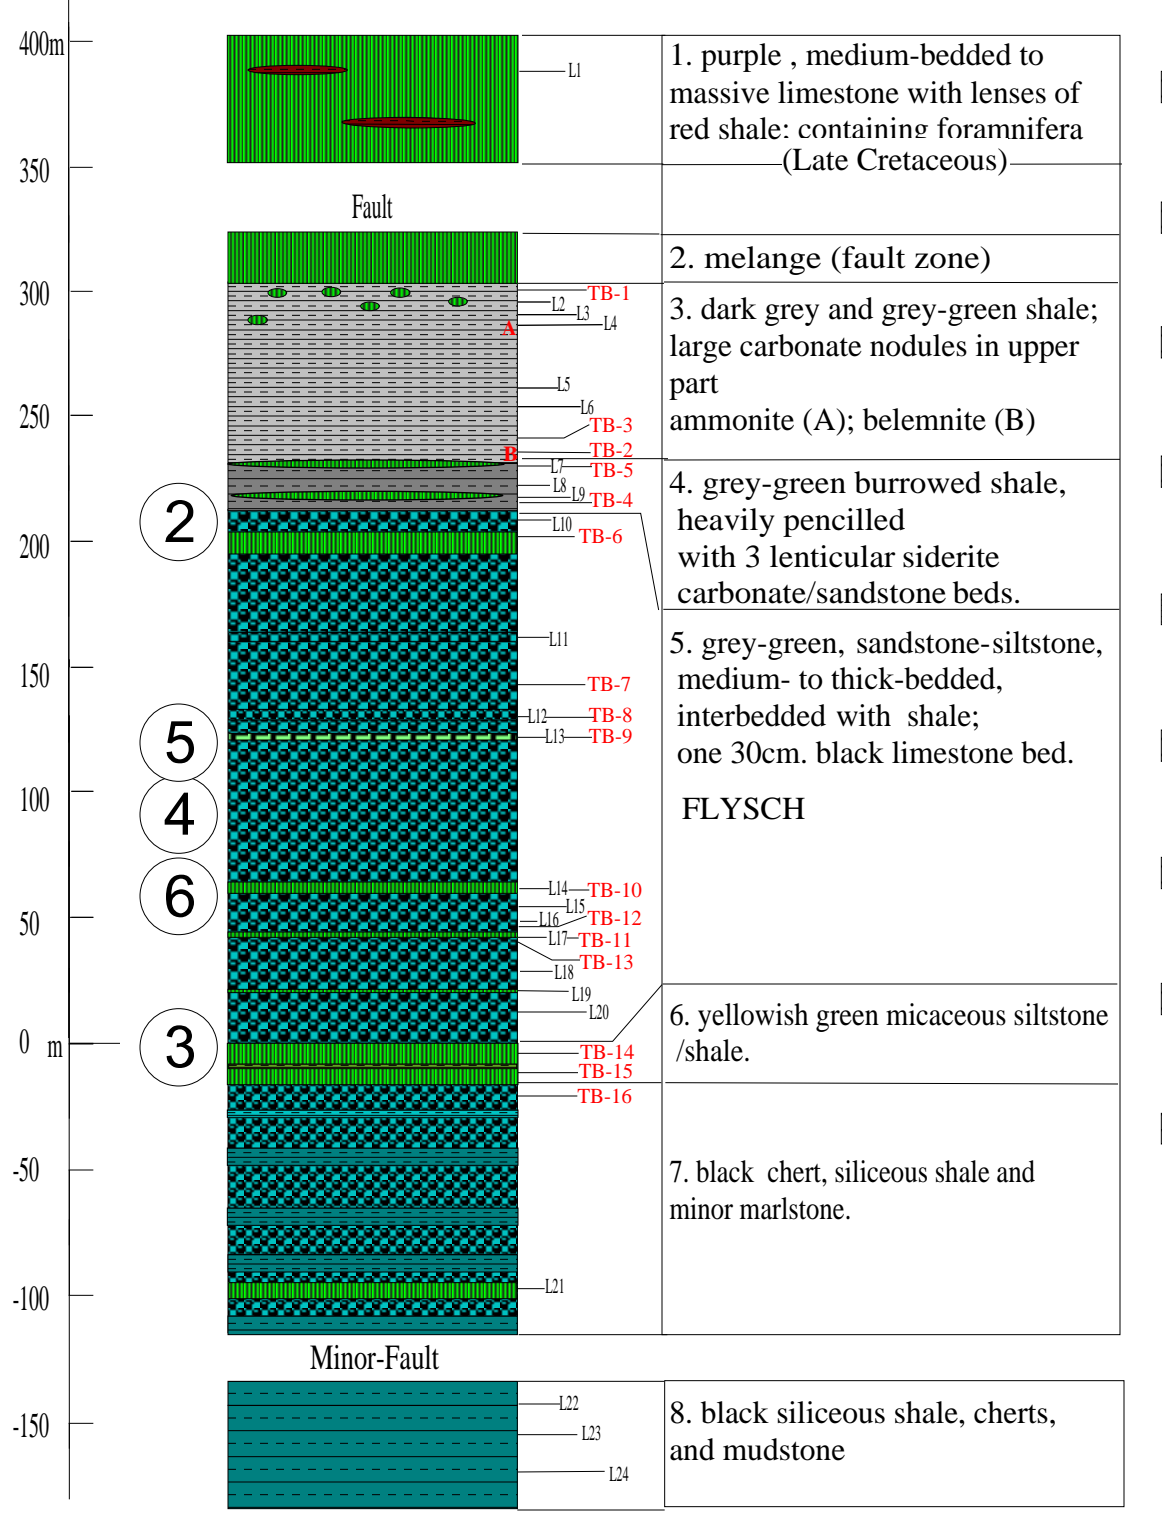 400m
350
300
250
200
150
100
50
0 m
-50
-100
-150
2
5
4
6
3
Fault
Minor-Fault
L1
TB-1
L2
L3
A
L4
L5
L6
TB-3
B
TB-2
L7
TB-5
L8
L9
TB-4
L10
TB-6
L11
TB-7
L12
TB-8
L13
TB-9
L14
TB-10
L15
L16
TB-12
L17
TB-11
TB-13
L18
L19
L20
TB-14
TB-15
TB-16
L21
L22
L23
L24
1. purple , medium-bedded to
massive limestone with lenses of
red shale; containing foramnifera
(Late Cretaceous)
2. melange (fault zone)
3. dark grey and grey-green shale;
large carbonate nodules in upper
part
ammonite (A); belemnite (B)
4. grey-green burrowed shale,
heavily pencilled
with 3 lenticular siderite
carbonate/sandstone beds.
5. grey-green, sandstone-siltstone,
medium- to thick-bedded,
interbedded with shale;
one 30cm. black limestone bed.
FLYSCH
6. yellowish green micaceous siltstone
/shale.
7. black chert, siliceous shale and
minor marlstone.
8. black siliceous shale, cherts,
and mudstone